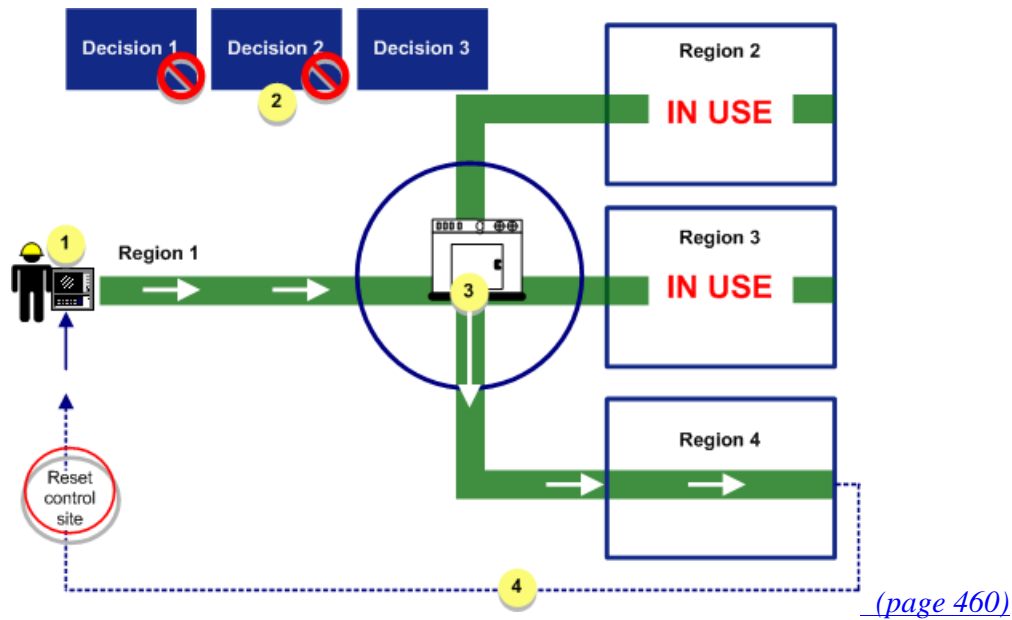 Decision 1
Decision 2
Decision 3
2
Region 2
IN USE
1
Region 1
Region 3
IN USE
3
Region 4
Reset
control
site
4
(page 460)